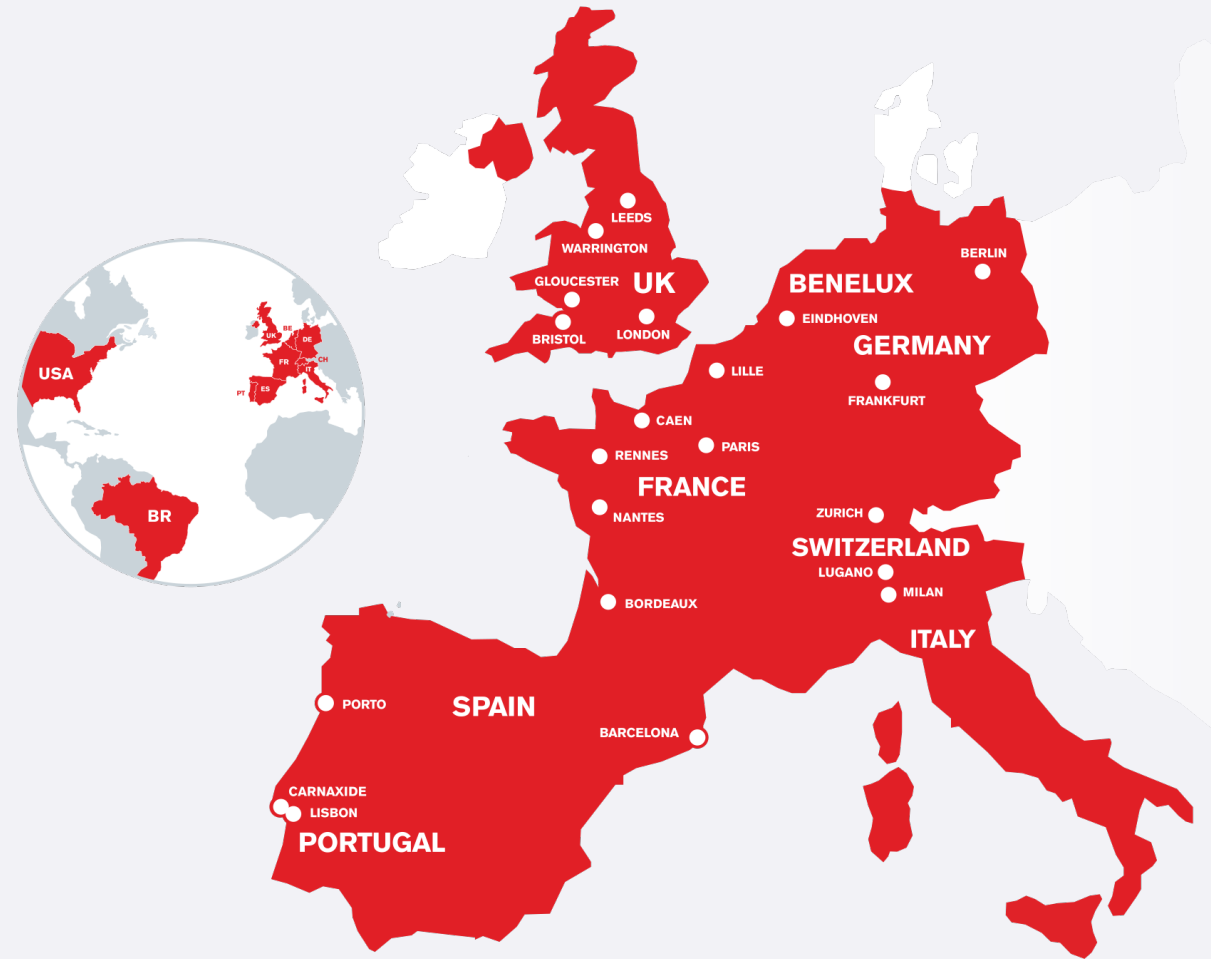 LEEDS
WARRINGTON
GLOUCESTER
UK
BRISTOL
LONDON
BERLIN
BENELUX
EINDHOVEN
GERMANY
FRANKFURT
LILLE
CAEN
PARIS
RENNES
FRANCE
NANTES
ZURICH
SWITZERLAND
LUGANO
MILAN
BORDEAUX
ITALY
SPAIN
PORTO
BARCELONA
CARNAXIDE
LISBON
PORTUGAL
USA
BR
UK
BE
DE
FR
CH
IT
PT
ES